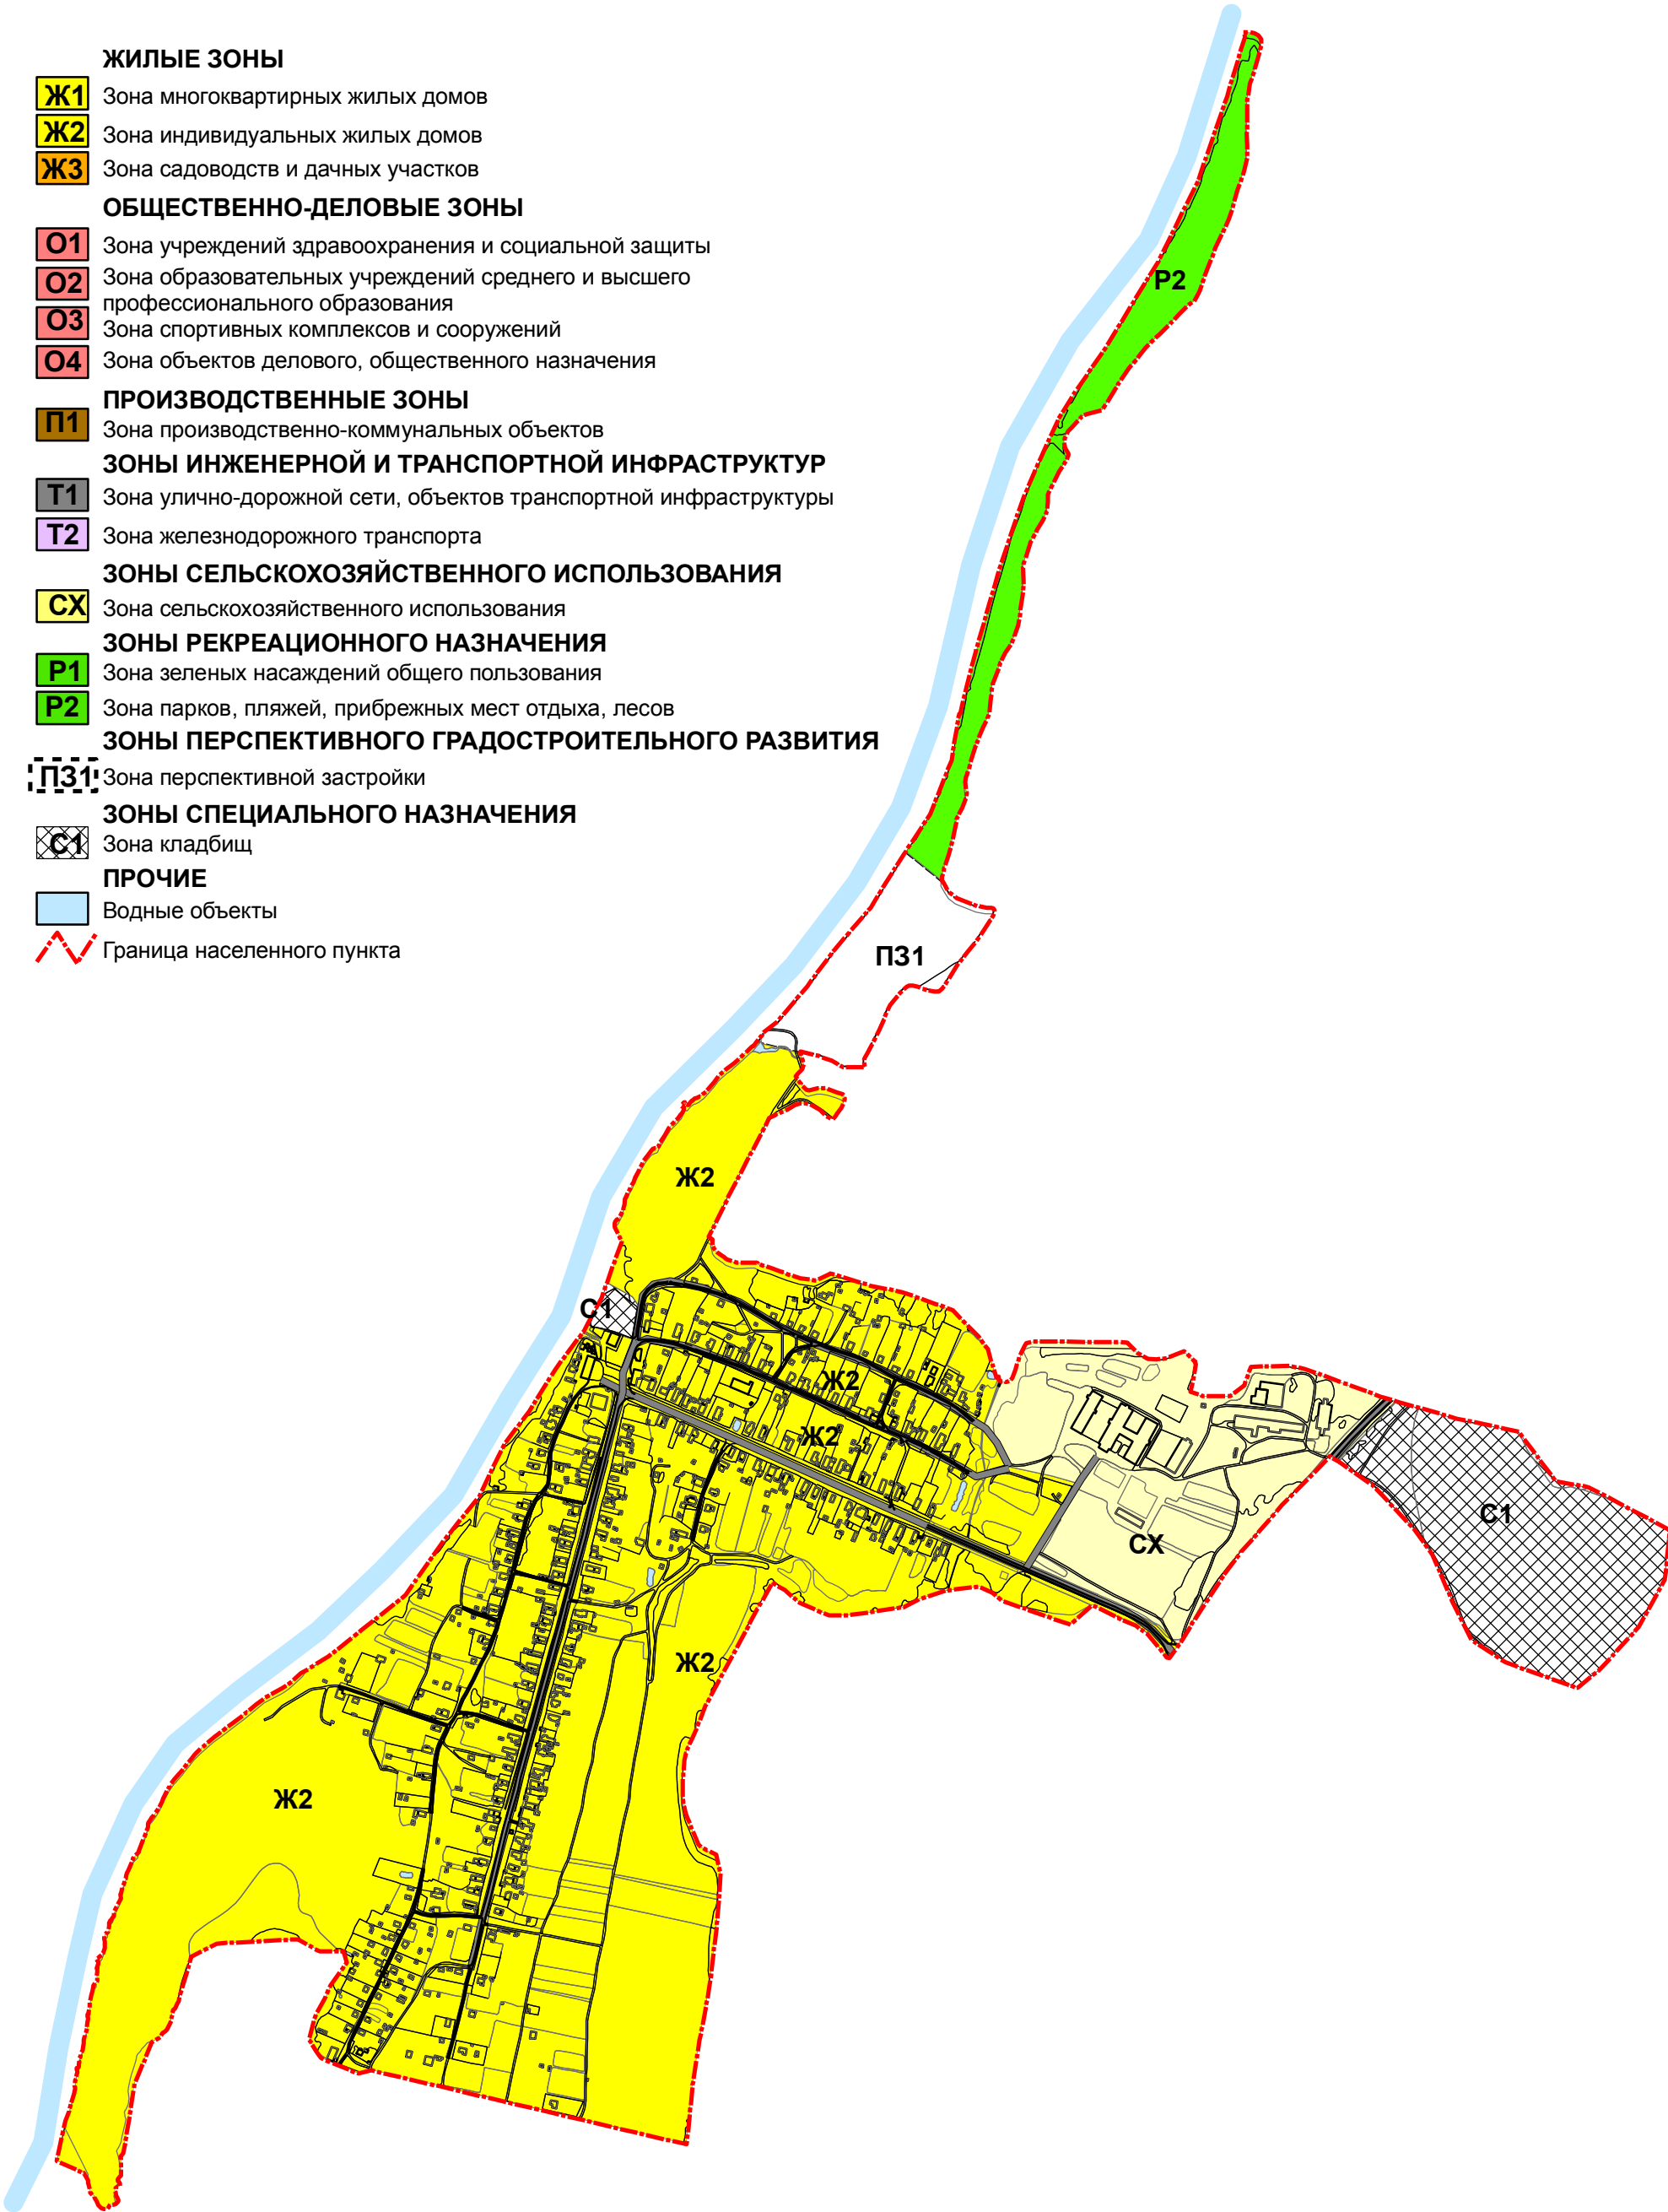 ЖИЛЫЕ ЗОНЫ
Ж1 Зона многоквартирных жилых домов
Ж2 Зона индивидуальных жилых домов
Ж3 Зона садоводств и дачных участков
ОБЩЕСТВЕННО-ДЕЛОВЫЕ ЗОНЫ
О1 Зона учреждений здравоохранения и социальной защиты
О2 Зона образовательных учреждений среднего и высшего
профессионального образования
О3 Зона спортивных комплексов и сооружений
О4 Зона объектов делового, общественного назначения
ПРОИЗВОДСТВЕННЫЕ ЗОНЫ
П1 Зона производственно-коммунальных объектов
ЗОНЫ ИНЖЕНЕРНОЙ И ТРАНСПОРТНОЙ ИНФРАСТРУКТУР
Т1 Зона улично-дорожной сети, объектов транспортной инфраструктуры
Т2 Зона железнодорожного транспорта
ЗОНЫ СЕЛЬСКОХОЗЯЙСТВЕННОГО ИСПОЛЬЗОВАНИЯ
СХ Зона сельскохозяйственного использования
ЗОНЫ РЕКРЕАЦИОННОГО НАЗНАЧЕНИЯ
Р1 Зона зеленых насаждений общего пользования
Р2 Зона парков, пляжей, прибрежных мест отдыха, лесов
ЗОНЫ ПЕРСПЕКТИВНОГО ГРАДОСТРОИТЕЛЬНОГО РАЗВИТИЯ
ПЗ1 Зона перспективной застройки
ЗОНЫ СПЕЦИАЛЬНОГО НАЗНАЧЕНИЯ
С1 Зона кладбищ
ПРОЧИЕ
Водные объекты
Граница населенного пункта
Р2
ПЗ1
Ж2
С1
Ж2
Ж2
С1
СХ
Ж2
Ж2